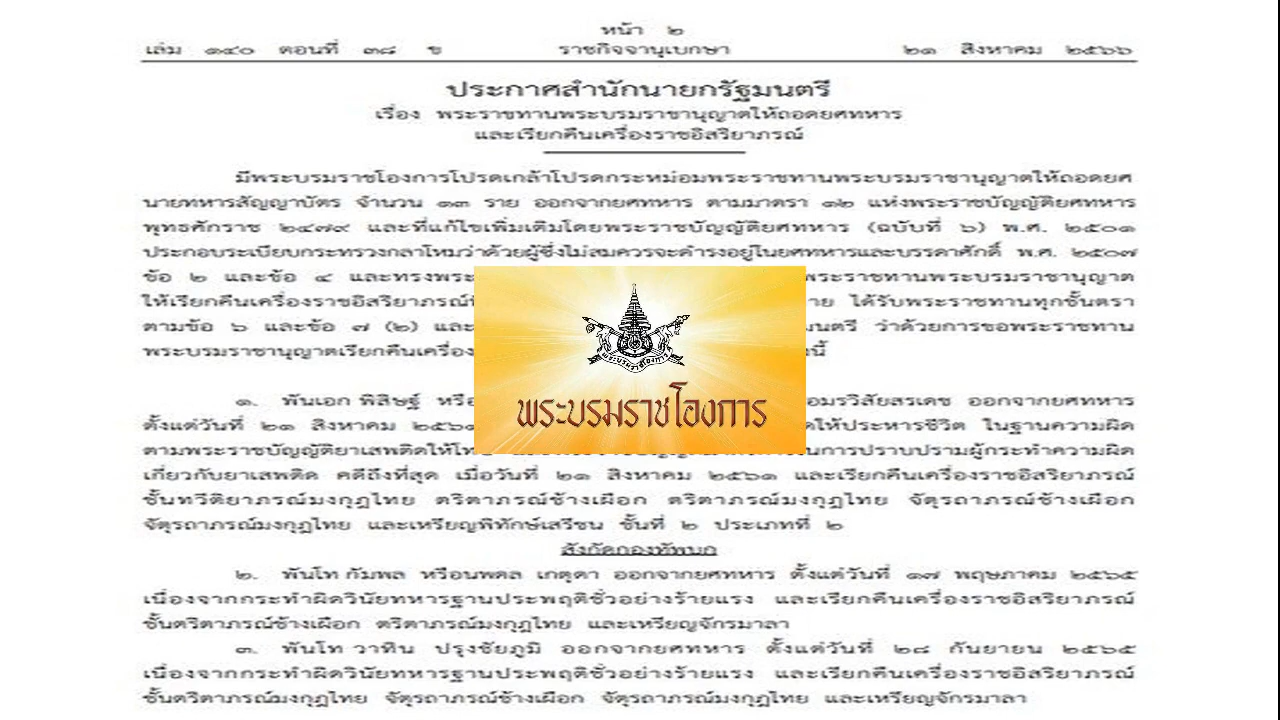 หน้า ๒
เล่ม ๑๔๐ ตอนที่ ๓๘ ข ราชกิจจานุเบกษา ๒๑ สิงหาคม ๒๕๖๖
ประกาศสำนักนายกรัฐมนตรี
เรื่อง พระราชทานพระบรมราชานุญาตให้ถอดยศทหาร
และเรียกคืนเครื่องราชอิสริยาภรณ์
มีพระบรมราชโองการโปรดเกล้าโปรดกระหม่อมพระราชทานพระบรมราชานุญาตให้ถอดยศ
นายทหารสัญญาบัตร จำนวน ๑๓ ราย ออกจากยศทหาร ตามมาตรา ๑๒ แห่งพระราชบัญญัติยศทหาร
พุทธศักราช ๒๔๗๙ และที่แก้ไขเพิ่มเติมโดยพระราชบัญญัติยศทหาร (ฉบับที่ ๖) พ.ศ. ๒๕๐๑
ประกอบระเบียบกระทรวงกลาโหมว่าด้วยผู้ซึ่งไม่สมควรจะดำรงอยู่ในยศทหารและบรรดาศักดิ์ พ.ศ. ๒๕๐๗
ข้อ ๒ และข้อ ๔ และทรงพระ พระราชทานพระบรมราชานุญาต
ให้เรียกคืนเครื่องราชอิสริยาภรณ์ าย ได้รับพระราชทานทุกชั้นตรา
ตามข้อ ๖ และข้อ ๗ (๒) และ มนตรี ว่าด้วยการขอพระราชทาน
พระบรมราชานุญาตเรียกคืนเครื่อง นี้
พระบรมราชโองการ
๑. พันเอก พิสิษฐ์ หรือ อมรวิสัยสรเดช ออกจากยศทหาร
ตั้งแต่วันที่ ๒๑ สิงหาคม ๒๕๖๑ ให้ประหารชีวิต ในฐานความผิด
ตามพระราชบัญญัติยาเสพติดให้โทษ การปราบปรามผู้กระทำความผิด
เกี่ยวกับยาเสพติด คดีถึงที่สุด เมื่อวันที่ ๒๑ สิงหาคม ๒๕๖๑ และเรียกคืนเครื่องราชอิสริยาภรณ์
ชั้นทวีติยาภรณ์มงกุฎไทย ตริตาภรณ์ช้างเผือก ตริตาภรณ์มงกุฎไทย จัตุรถาภรณ์ช้างเผือก
จัตุรถาภรณ์มงกุฎไทย และเหรียญพิทักษ์เสรีชน ชั้นที่ ๒ ประเภทที่ ๒
สังกัดกองทัพบก
๒. พันโท กัมพล หรือนพดล เกตุดา ออกจากยศทหาร ตั้งแต่วันที่ ๑๗ พฤษภาคม ๒๕๖๕
เนื่องจากกระทำผิดวินัยทหารฐานประพฤติชั่วอย่างร้ายแรง และเรียกคืนเครื่องราชอิสริยาภรณ์
ชั้นตริตาภรณ์ช้างเผือก ตริตาภรณ์มงกุฎไทย และเหรียญจักรมาลา
๓. พันโท วาทิน ปรุงชัยภูมิ ออกจากยศทหาร ตั้งแต่วันที่ ๒๘ กันยายน ๒๕๖๕
เนื่องจากกระทำผิดวินัยทหารฐานประพฤติชั่วอย่างร้ายแรง และเรียกคืนเครื่องราชอิสริยาภรณ์
ชั้นตริตาภรณ์มงกุฎไทย จัตุรถาภรณ์ช้างเผือก จัตุรถาภรณ์มงกุฎไทย และเหรียญจักรมาลา